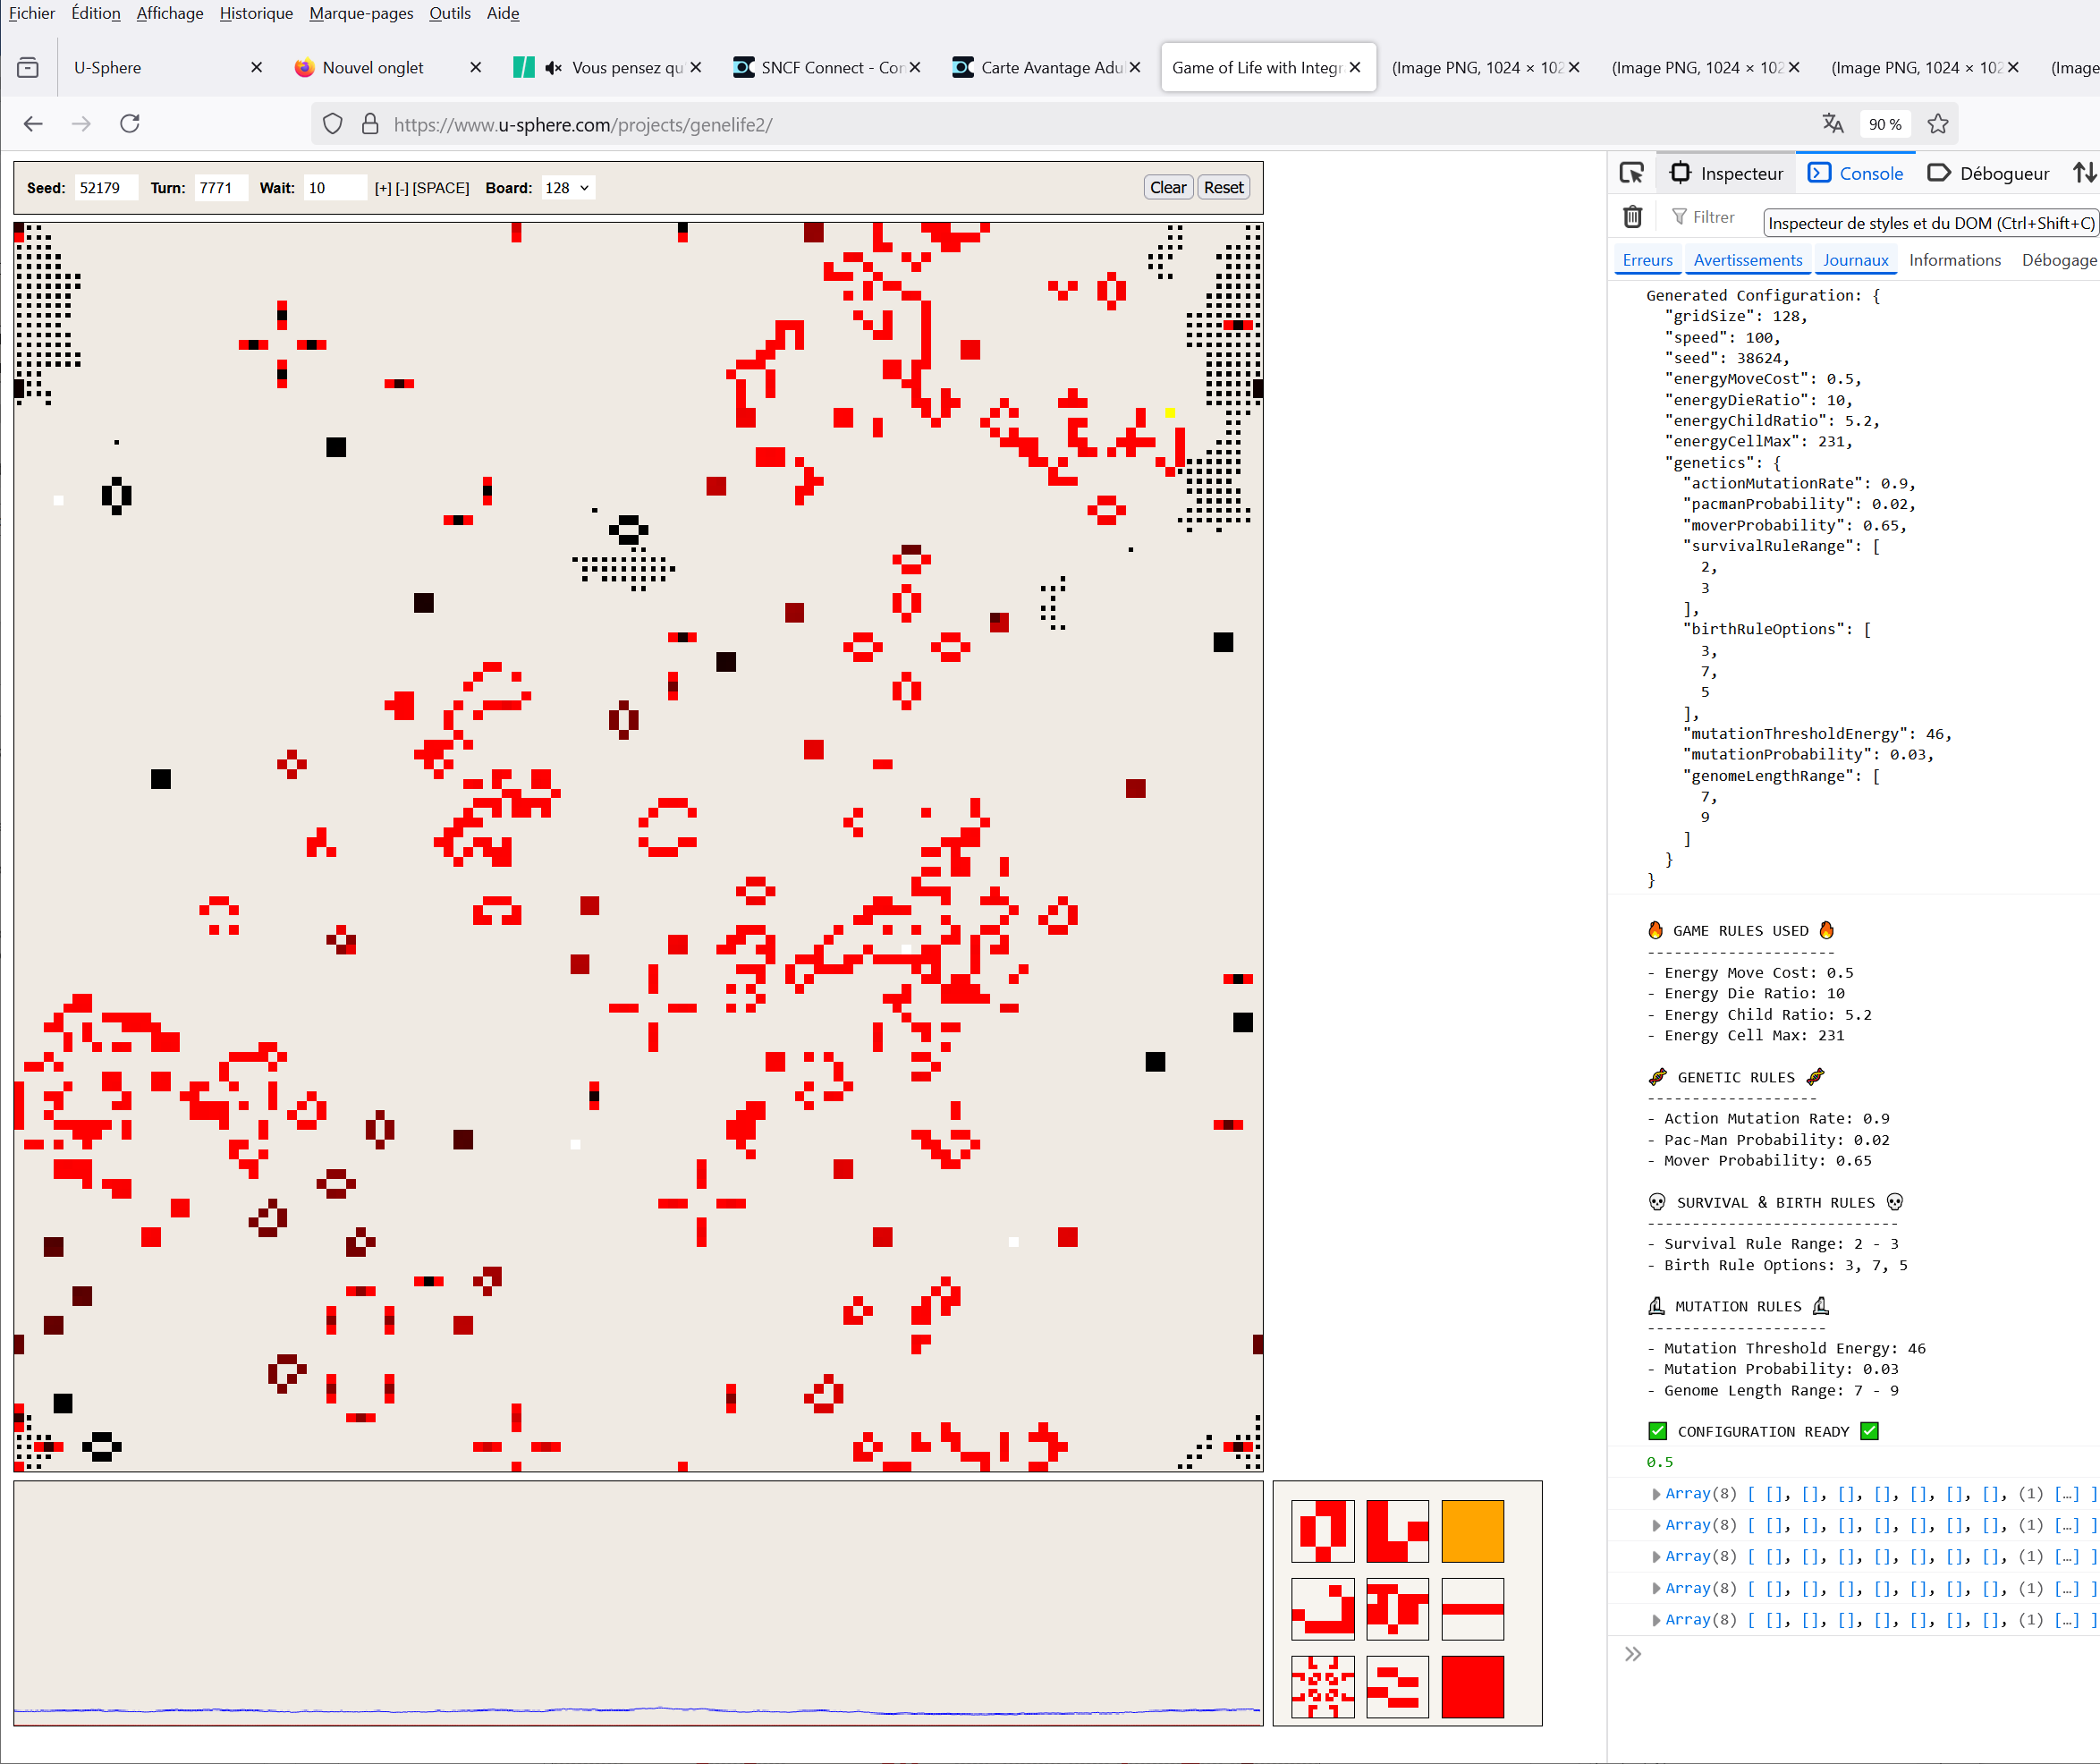 Fichier Édition Affichage Historique Marque-pages Outils Aide
U-Sphere Nouvel onglet Vous pensez qu SNCF Connect - Con Carte Avantage Adul Game of Life with Integr (Image PNG, 1024 × 102 (Image PNG, 1024 × 102 (Image PNG, 1024 × 102 (Image
https://www.u-sphere.com/projects/genelife2/ 90 %
Seed: 52179 Turn: 7771 Wait: 10 [+] [-] [SPACE] Board: 128 Clear Reset
Inspecteur Console Débogueur
Filtrer Inspecteur de styles et du DOM (Ctrl+Shift+C)
Erreurs Avertissements Journaux Informations Débogage
Generated Configuration: {
"gridSize": 128,
"speed": 100,
"seed": 38624,
"energyMoveCost": 0.5,
"energyDieRatio": 10,
"energyChildRatio": 5.2,
"energyCellMax": 231,
"genetics": {
"actionMutationRate": 0.9,
"pacmanProbability": 0.02,
"moverProbability": 0.65,
"survivalRuleRange": [
2,
3
],
"birthRuleOptions": [
3,
7,
5
],
"mutationThresholdEnergy": 46,
"mutationProbability": 0.03,
"genomeLengthRange": [
7,
9
]
}
}
🔥 GAME RULES USED 🔥
---------------------
- Energy Move Cost: 0.5
- Energy Die Ratio: 10
- Energy Child Ratio: 5.2
- Energy Cell Max: 231
🧬 GENETIC RULES 🧬
-------------------
- Action Mutation Rate: 0.9
- Pac-Man Probability: 0.02
- Mover Probability: 0.65
💀 SURVIVAL & BIRTH RULES 💀
----------------------------
- Survival Rule Range: 2 - 3
- Birth Rule Options: 3, 7, 5
MUTATION RULES
--------------------
- Mutation Threshold Energy: 46
- Mutation Probability: 0.03
- Genome Length Range: 7 - 9
✅ CONFIGURATION READY ✅
0.5
Array(8) [ [], [], [], [], [], [], [], (1) […] ]
Array(8) [ [], [], [], [], [], [], [], (1) […] ]
Array(8) [ [], [], [], [], [], [], [], (1) […] ]
Array(8) [ [], [], [], [], [], [], [], (1) […] ]
Array(8) [ [], [], [], [], [], [], [], (1) […] ]